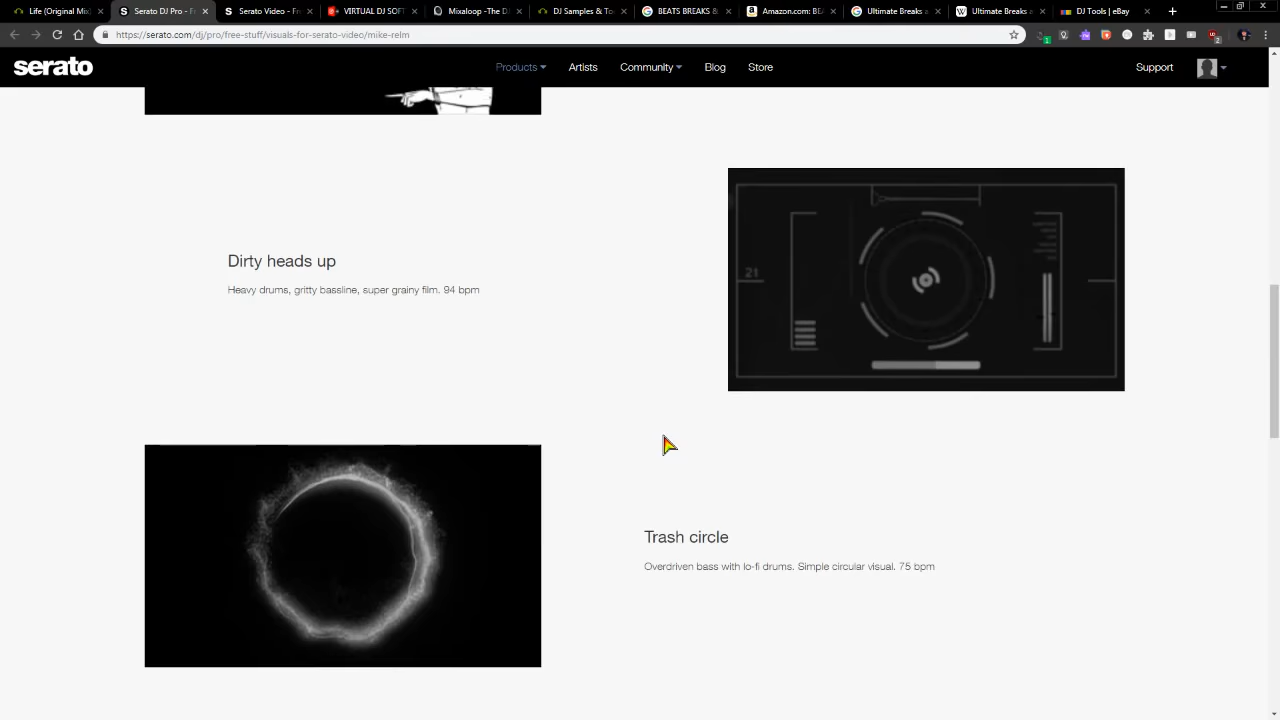 Life (Original Mix)
Serato DJ Pro - Fr
Serato Video - Fr
VIRTUAL DJ SOFT
Mixaloop -The D
DJ Samples & To
BEATS BREAKS &
Amazon.com: BEA
Ultimate Breaks a
Ultimate Breaks a
DJ Tools | eBay
https://serato.com/dj/pro/free-stuff/visuals-for-serato-video/mike-relm
serato
Products
Artists
Community
Blog
Store
Support
21
Dirty heads up
Heavy drums, gritty bassline, super grainy film. 94 bpm
Trash circle
Overdriven bass with lo-fi drums. Simple circular visual. 75 bpm